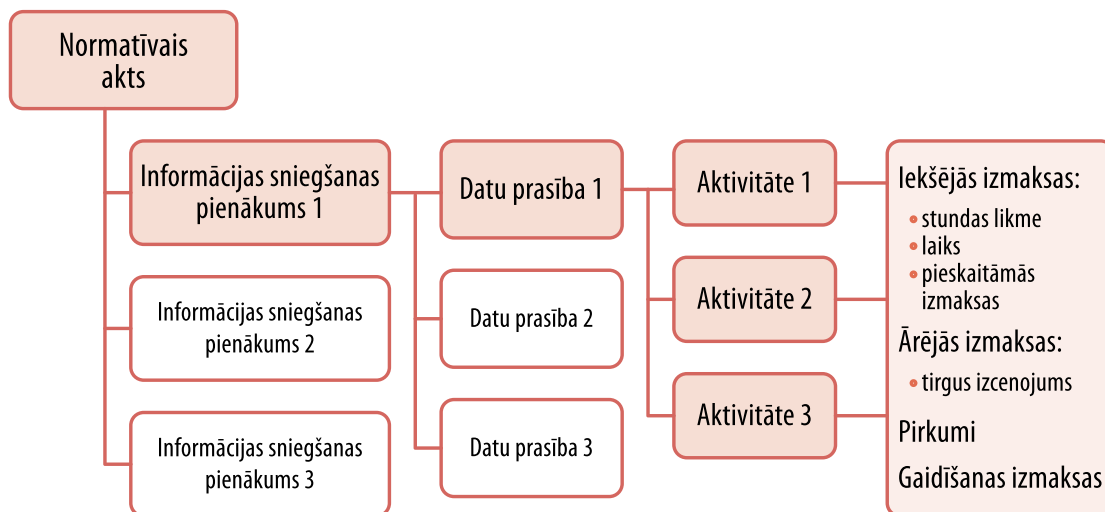 Normatīvais
akts
Informācijas sniegšanas
pienākums 1
Informācijas sniegšanas
pienākums 2
Informācijas sniegšanas
pienākums 3
Datu prasība 1
Datu prasība 2
Datu prasība 3
Aktivitāte 1
Aktivitāte 2
Aktivitāte 3
Iekšējās izmaksas:
• stundas likme
• laiks
• pieskaitāmās
izmaksas
Ārējās izmaksas:
• tirgus izcenojums
Pirkumi
Gaidīšanas izmaksas